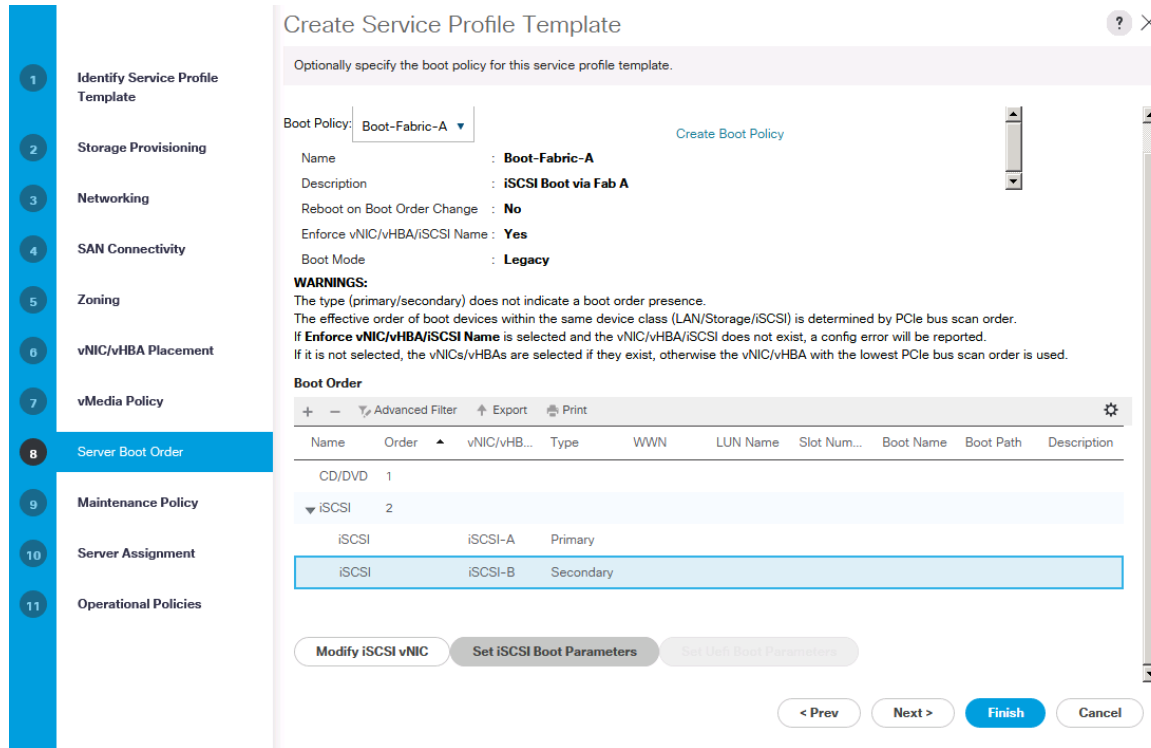 Create Service Profile Template
?
Optionally specify the boot policy for this service profile template.
1 Identify Service Profile
Template
2 Storage Provisioning
3 Networking
4 SAN Connectivity
5 Zoning
6 vNIC/vHBA Placement
7 vMedia Policy
8 Server Boot Order
9 Maintenance Policy
10 Server Assignment
11 Operational Policies
Boot Policy: Boot-Fabric-A ▼ Create Boot Policy
Name : Boot-Fabric-A
Description : iSCSI Boot via Fab A
Reboot on Boot Order Change : No
Enforce vNIC/vHBA/iSCSI Name : Yes
Boot Mode : Legacy
WARNINGS:
The type (primary/secondary) does not indicate a boot order presence.
The effective order of boot devices within the same device class (LAN/Storage/iSCSI) is determined by PCIe bus scan order.
If Enforce vNIC/vHBA/iSCSI Name is selected and the vNIC/vHBA/iSCSI does not exist, a config error will be reported.
If it is not selected, the vNICs/vHBAs are selected if they exist, otherwise the vNIC/vHBA with the lowest PCIe bus scan order is used.
Boot Order
+ − Advanced Filter Export Print
Name Order ▲ vNIC/vHB... Type WWN LUN Name Slot Num... Boot Name Boot Path Description
CD/DVD 1
iSCSI 2
iSCSI iSCSI-A Primary
iSCSI iSCSI-B Secondary
Modify iSCSI vNIC Set iSCSI Boot Parameters Set Uefi Boot Parameters
< Prev Next > Finish Cancel